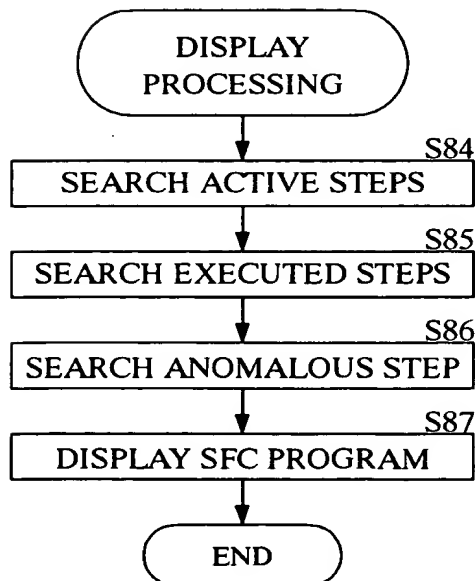 DISPLAY
PROCESSING
S84
SEARCH ACTIVE STEPS
S85
SEARCH EXECUTED STEPS
S86
SEARCH ANOMALOUS STEP
S87
DISPLAY SFC PROGRAM
END